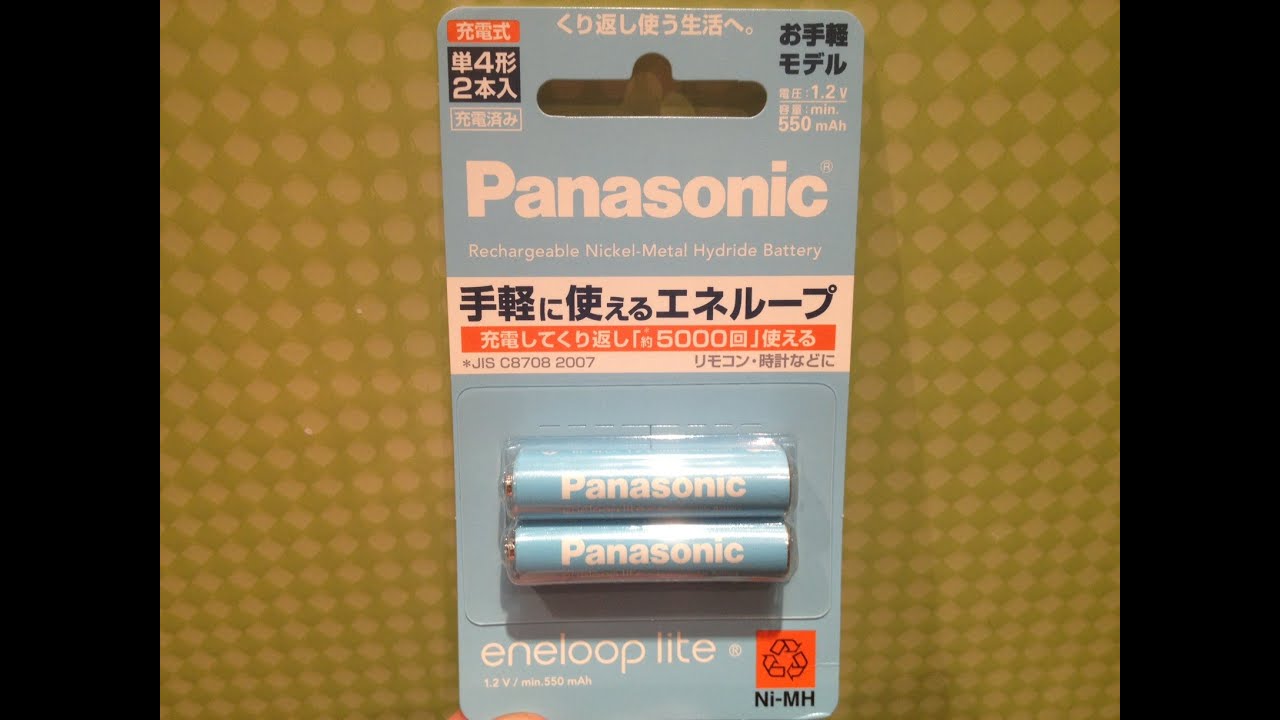 充電式
単4形
2本入
充電済み
くり返し使う生活へ。
お手軽
モデル
電圧:1.2 V
容量:min.
550 mAh
Panasonic®
Rechargeable Nickel-Metal Hydride Battery
手軽に使えるエネループ
充電してくり返し「*約5000回」使える
*JIS C8708 2007 リモコン・時計などに
Panasonic
Panasonic
eneloop lite ®
1.2 V / min.550 mAh
Ni-MH